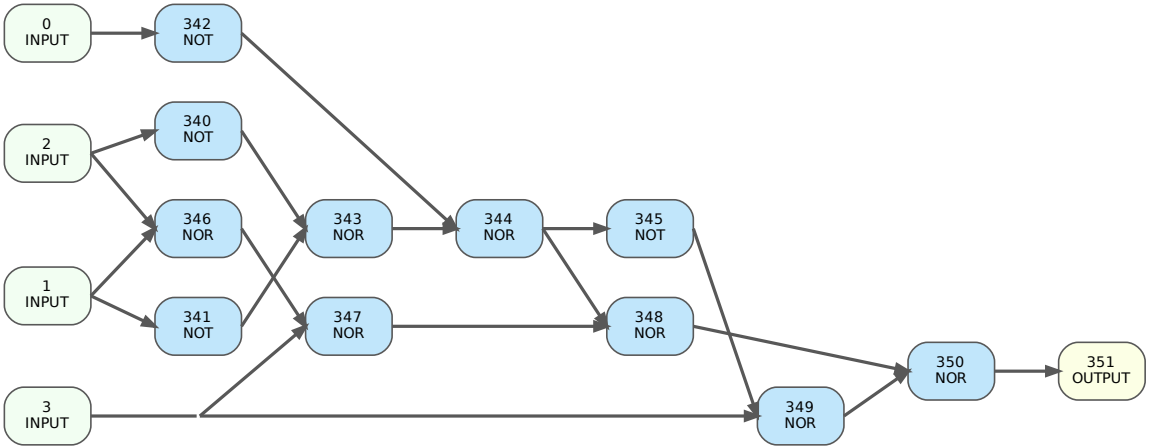 0
INPUT
342
NOT
340
NOT
2
INPUT
346
NOR
343
NOR
344
NOR
345
NOT
1
INPUT
341
NOT
347
NOR
348
NOR
350
NOR
351
OUTPUT
3
INPUT
349
NOR